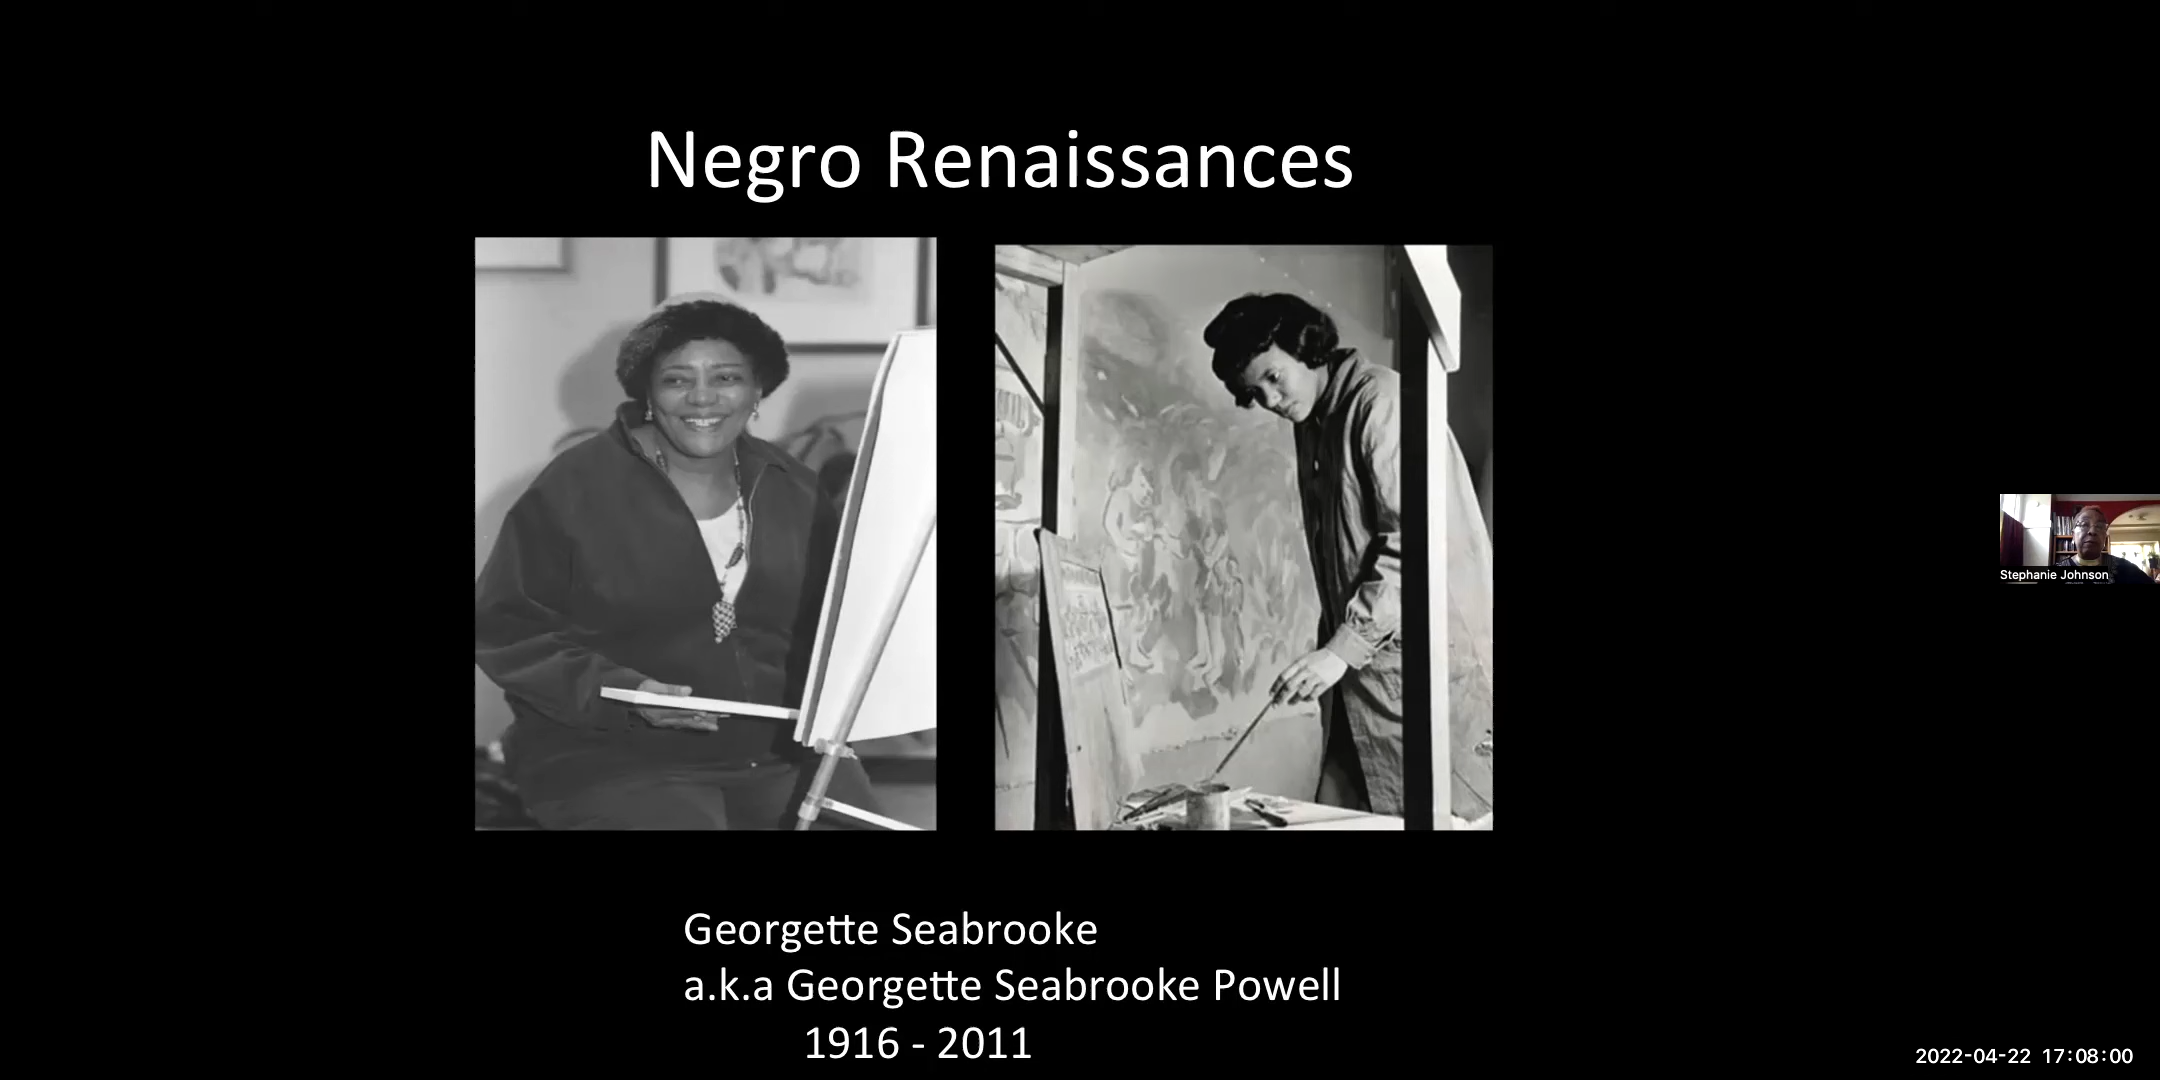 Negro Renaissances
Stephanie Johnson
Georgette Seabrooke
a.k.a Georgette Seabrooke Powell
1916 - 2011
2022-04-22 17:08:00